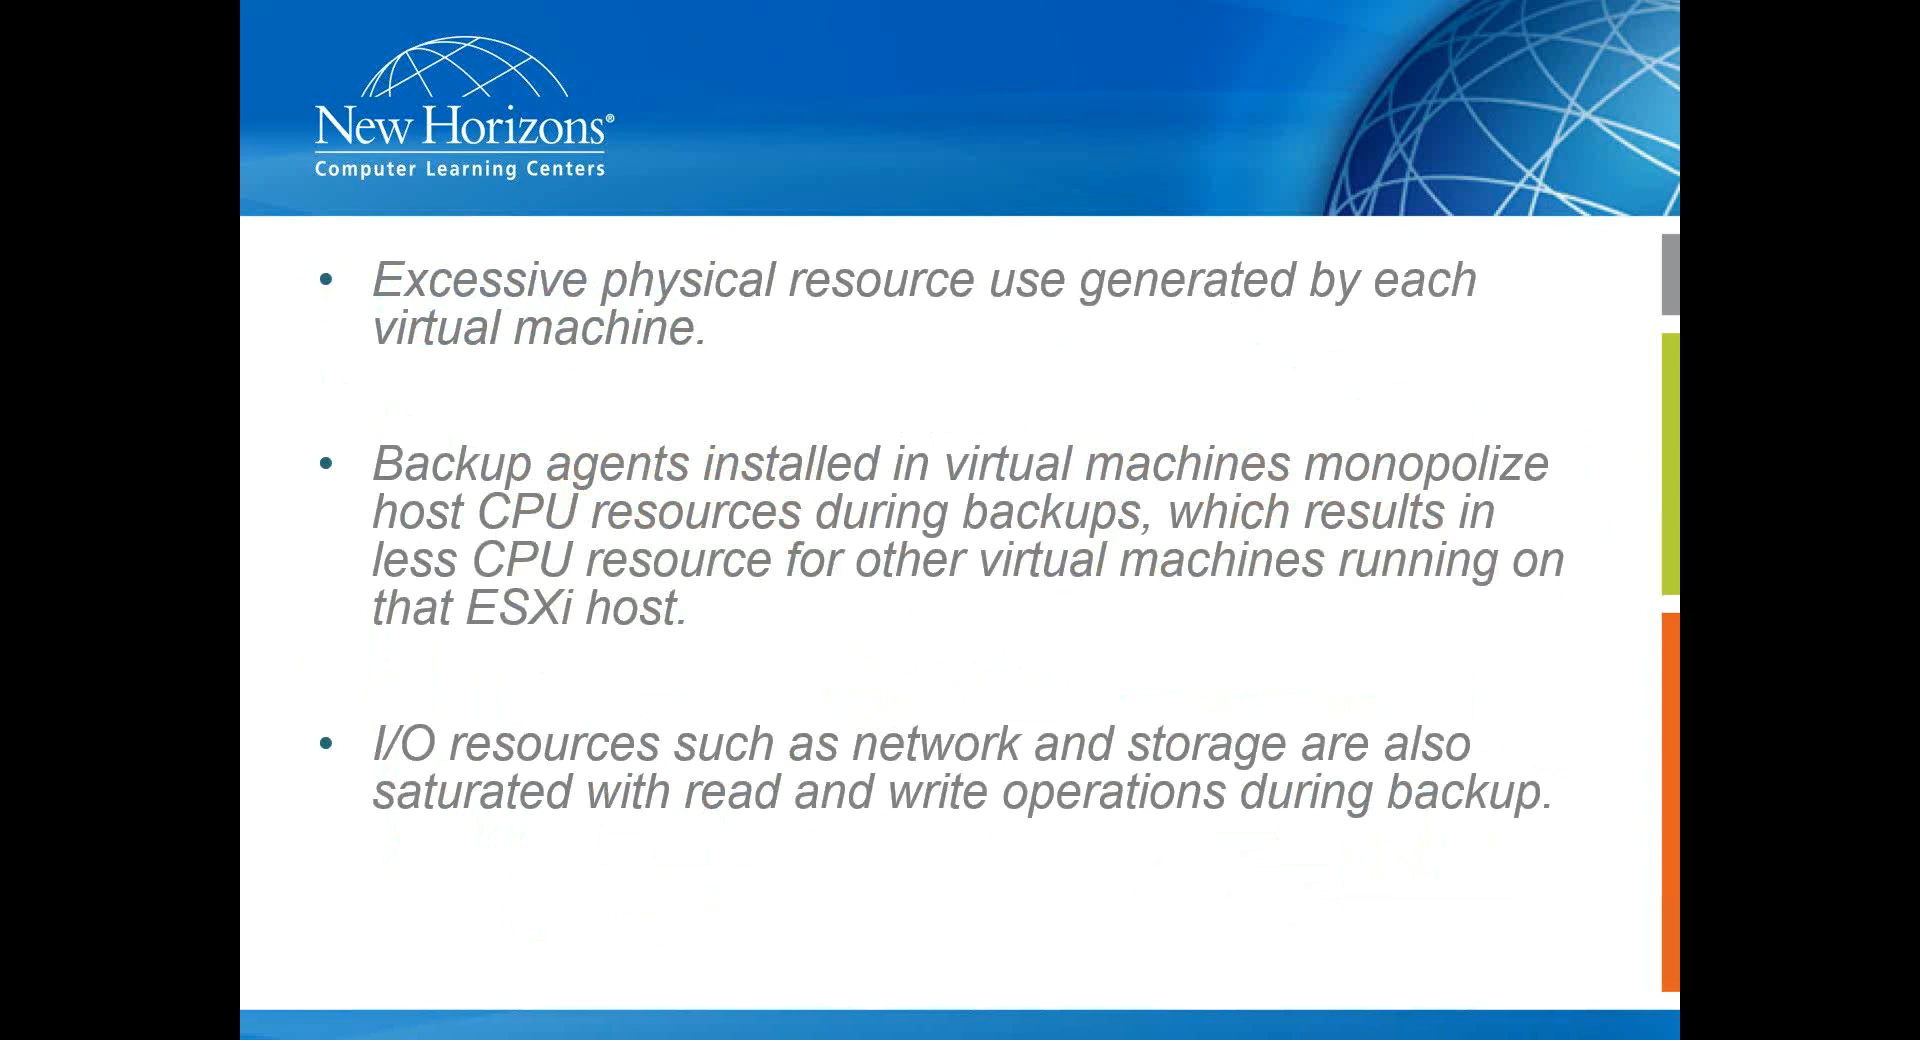 New Horizons®
Computer Learning Centers
• Excessive physical resource use generated by each
virtual machine.
• Backup agents installed in virtual machines monopolize
host CPU resources during backups, which results in
less CPU resource for other virtual machines running on
that ESXi host.
• I/O resources such as network and storage are also
saturated with read and write operations during backup.